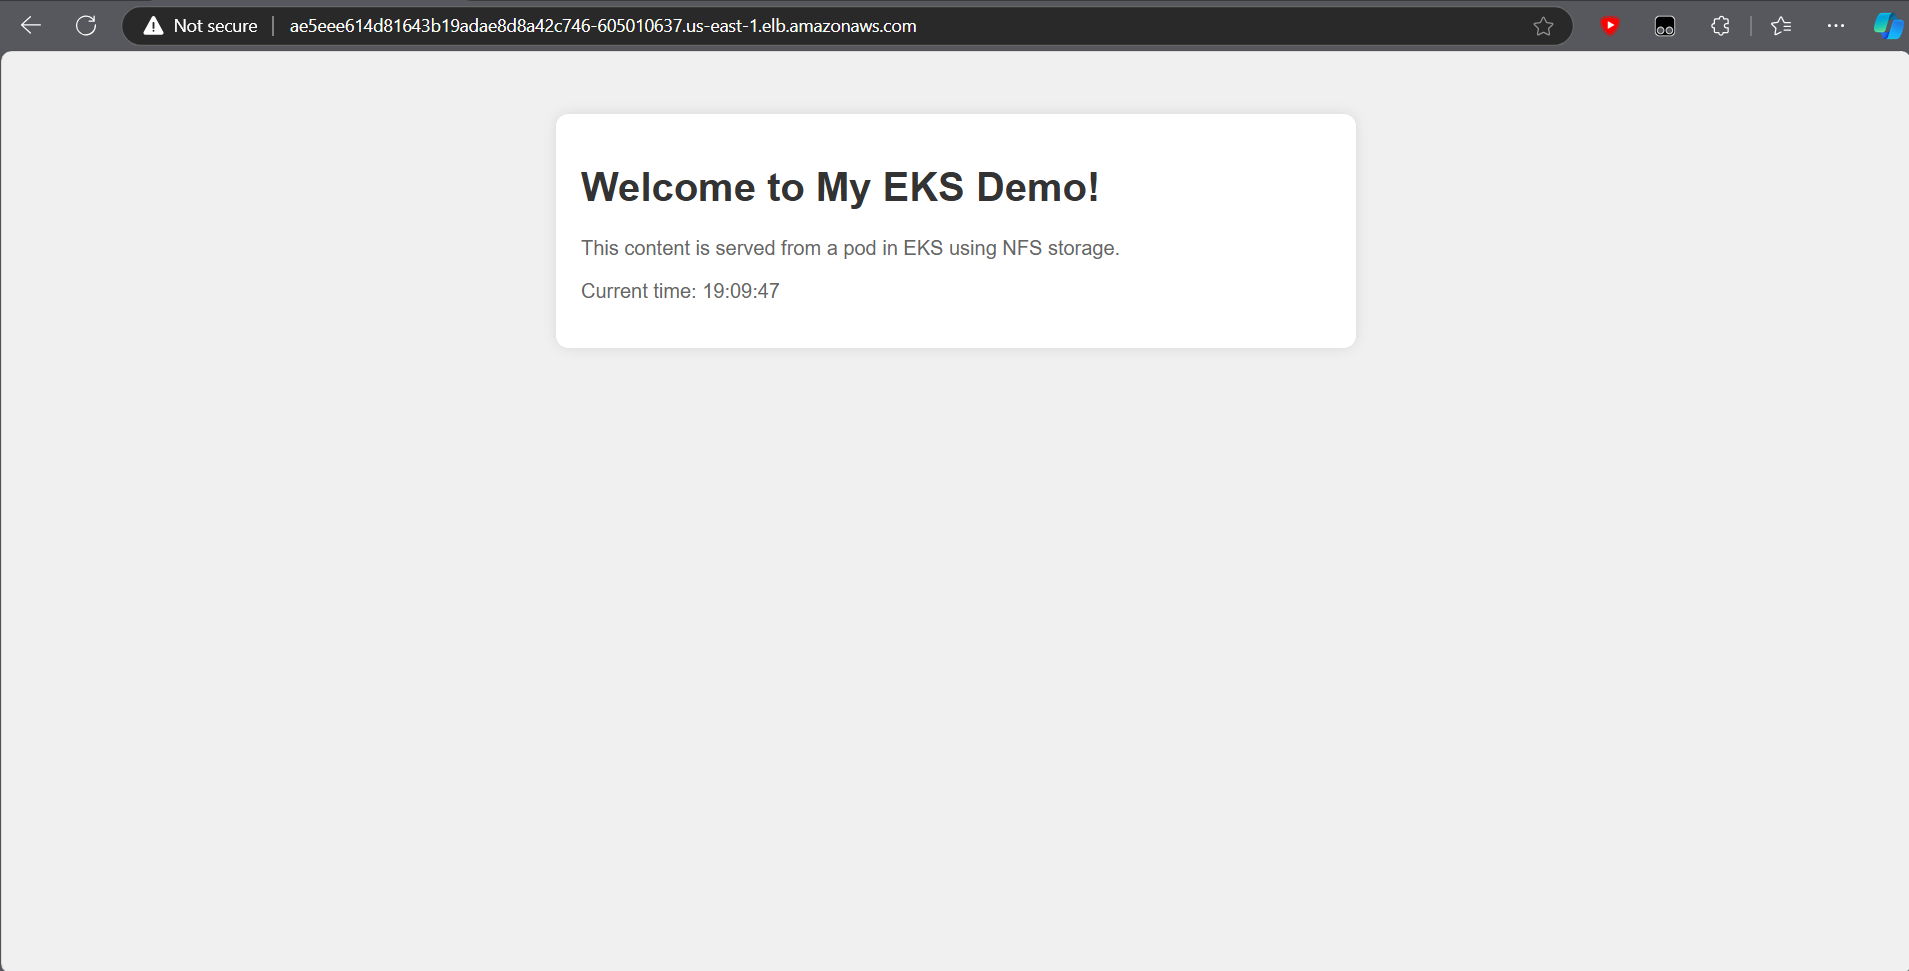 Not secure ae5eee614d81643b19adae8d8a42c746-605010637.us-east-1.elb.amazonaws.com
Welcome to My EKS Demo!
This content is served from a pod in EKS using NFS storage.
Current time: 19:09:47